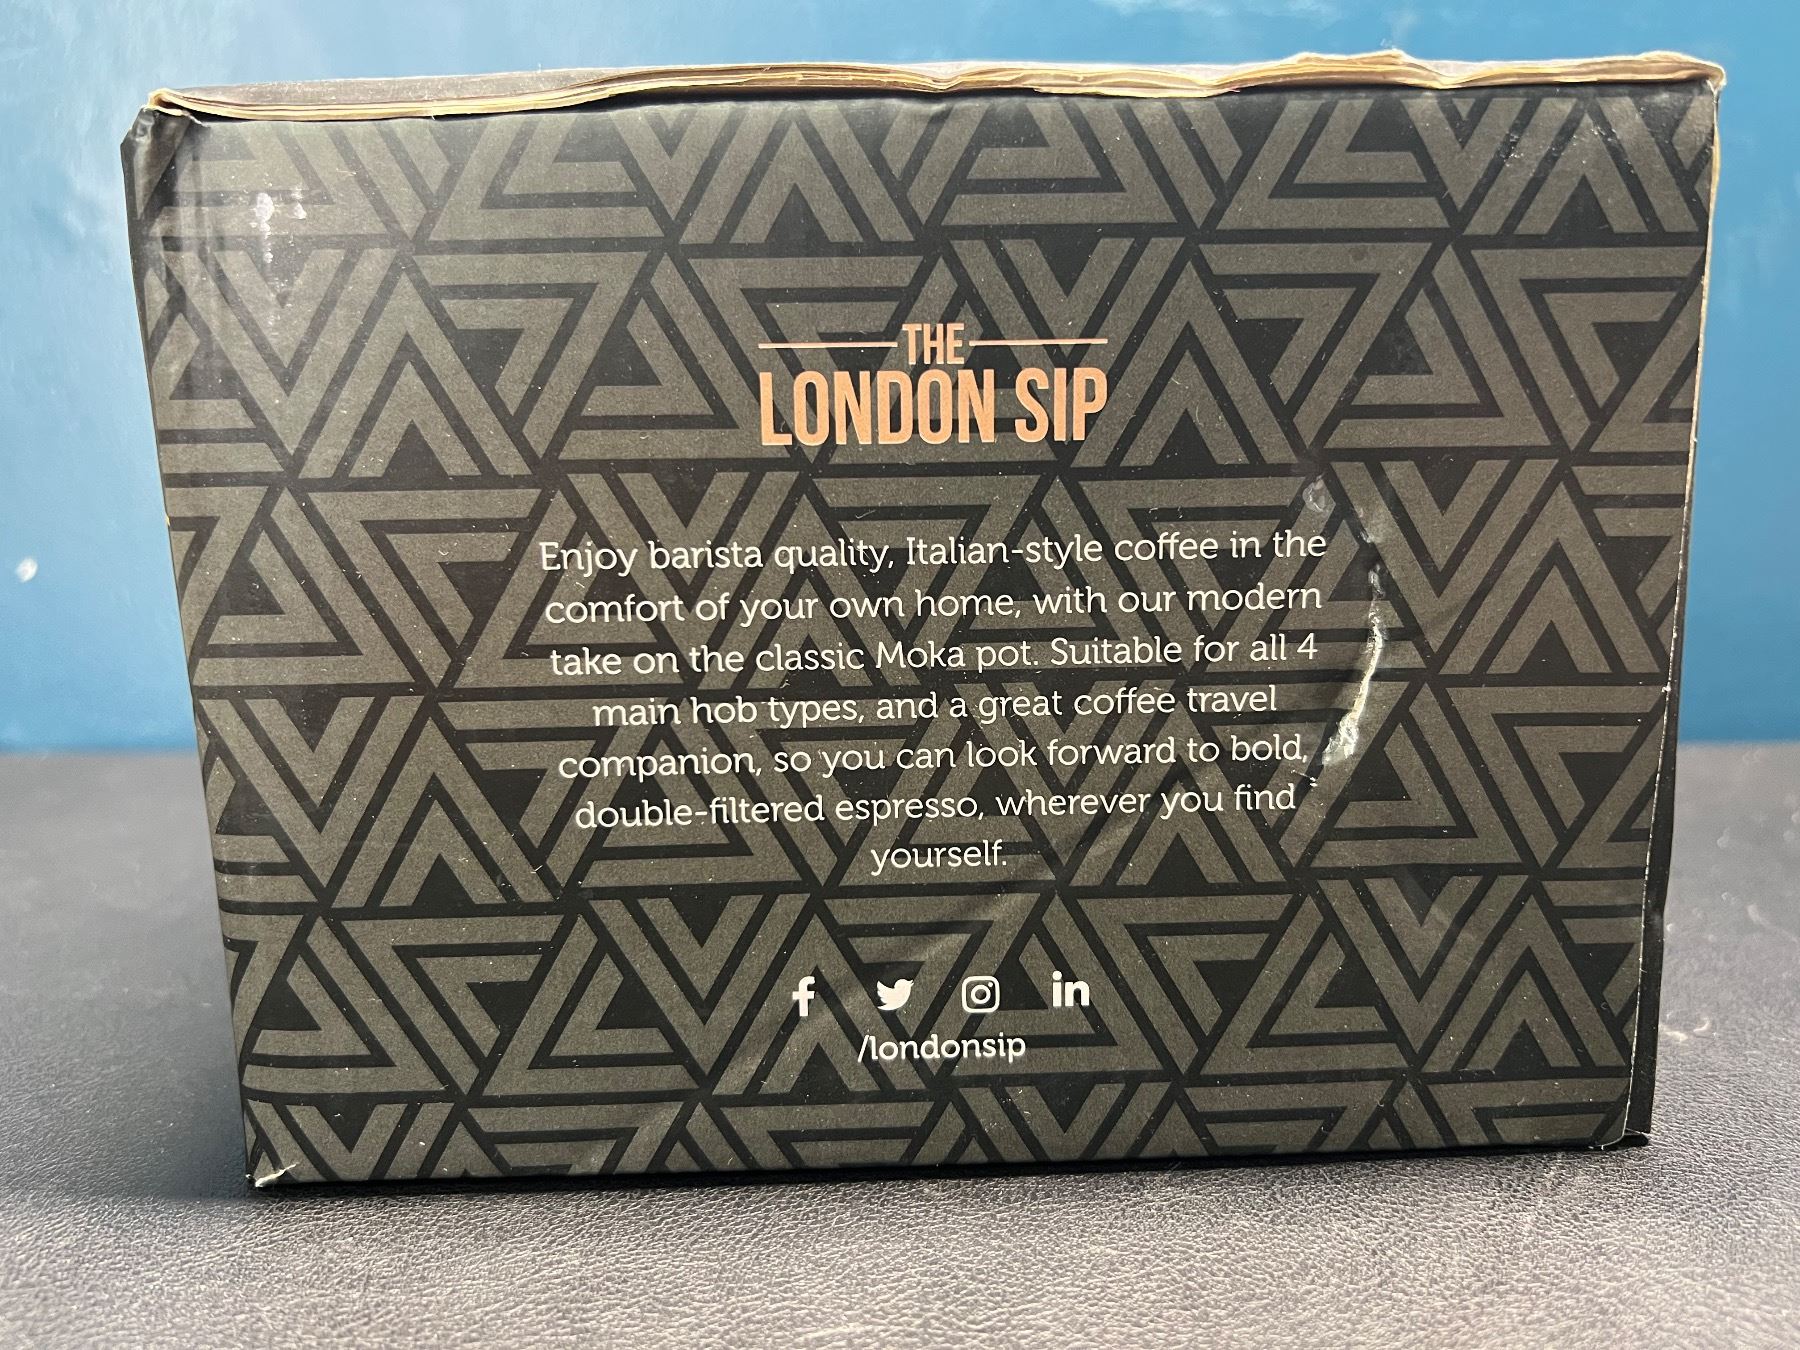 THE
LONDON SIP
Enjoy barista quality, Italian-style coffee in the
comfort of your own home, with our modern
take on the classic Moka pot. Suitable for all 4
main hob types, and a great coffee travel
companion, so you can look forward to bold,
double-filtered espresso, wherever you find
yourself.
/londonsip